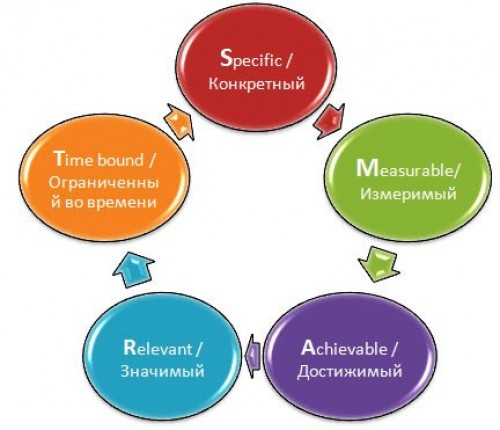 Specific /
Конкретный
Measurable/
Измеримый
Achievable /
Достижимый
Relevant /
Значимый
Time bound /
Ограниченны
й во времени